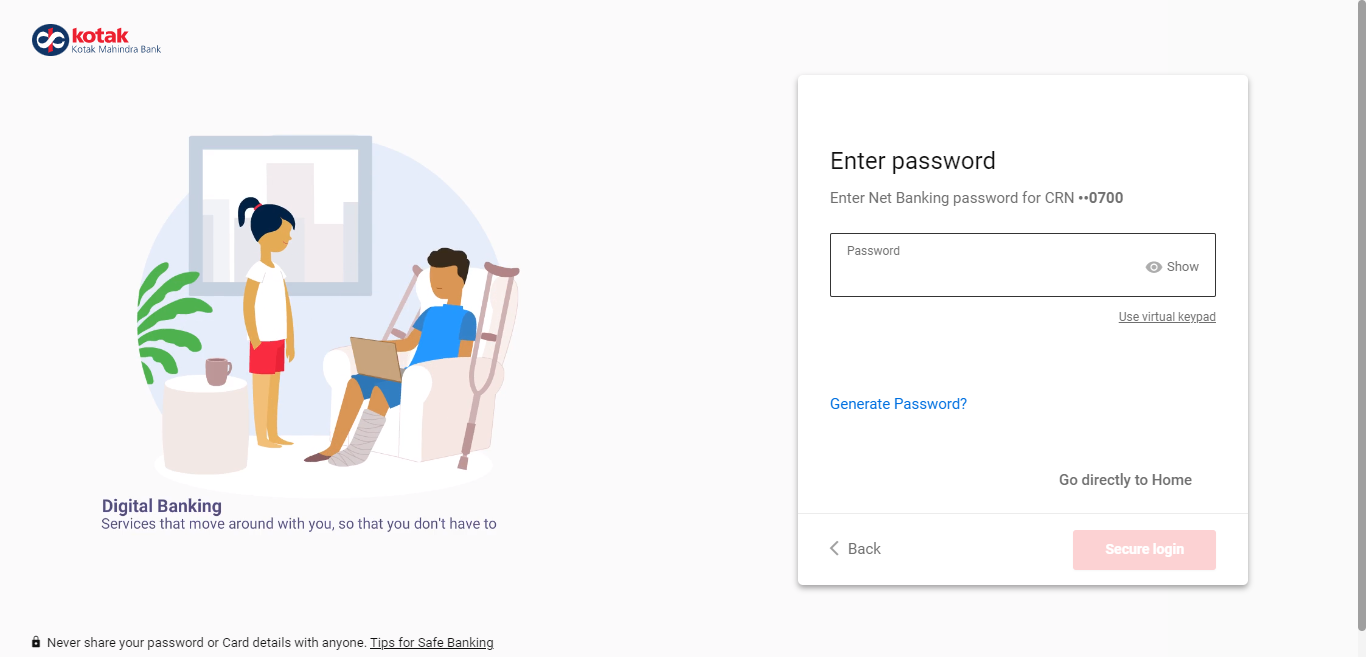 kotak
Kotak Mahindra Bank
Enter password
Enter Net Banking password for CRN ••0700
Password
Show
Use virtual keypad
Generate Password?
Go directly to Home
Back
Secure login
Digital Banking
Services that move around with you, so that you don't have to
Never share your password or Card details with anyone. Tips for Safe Banking